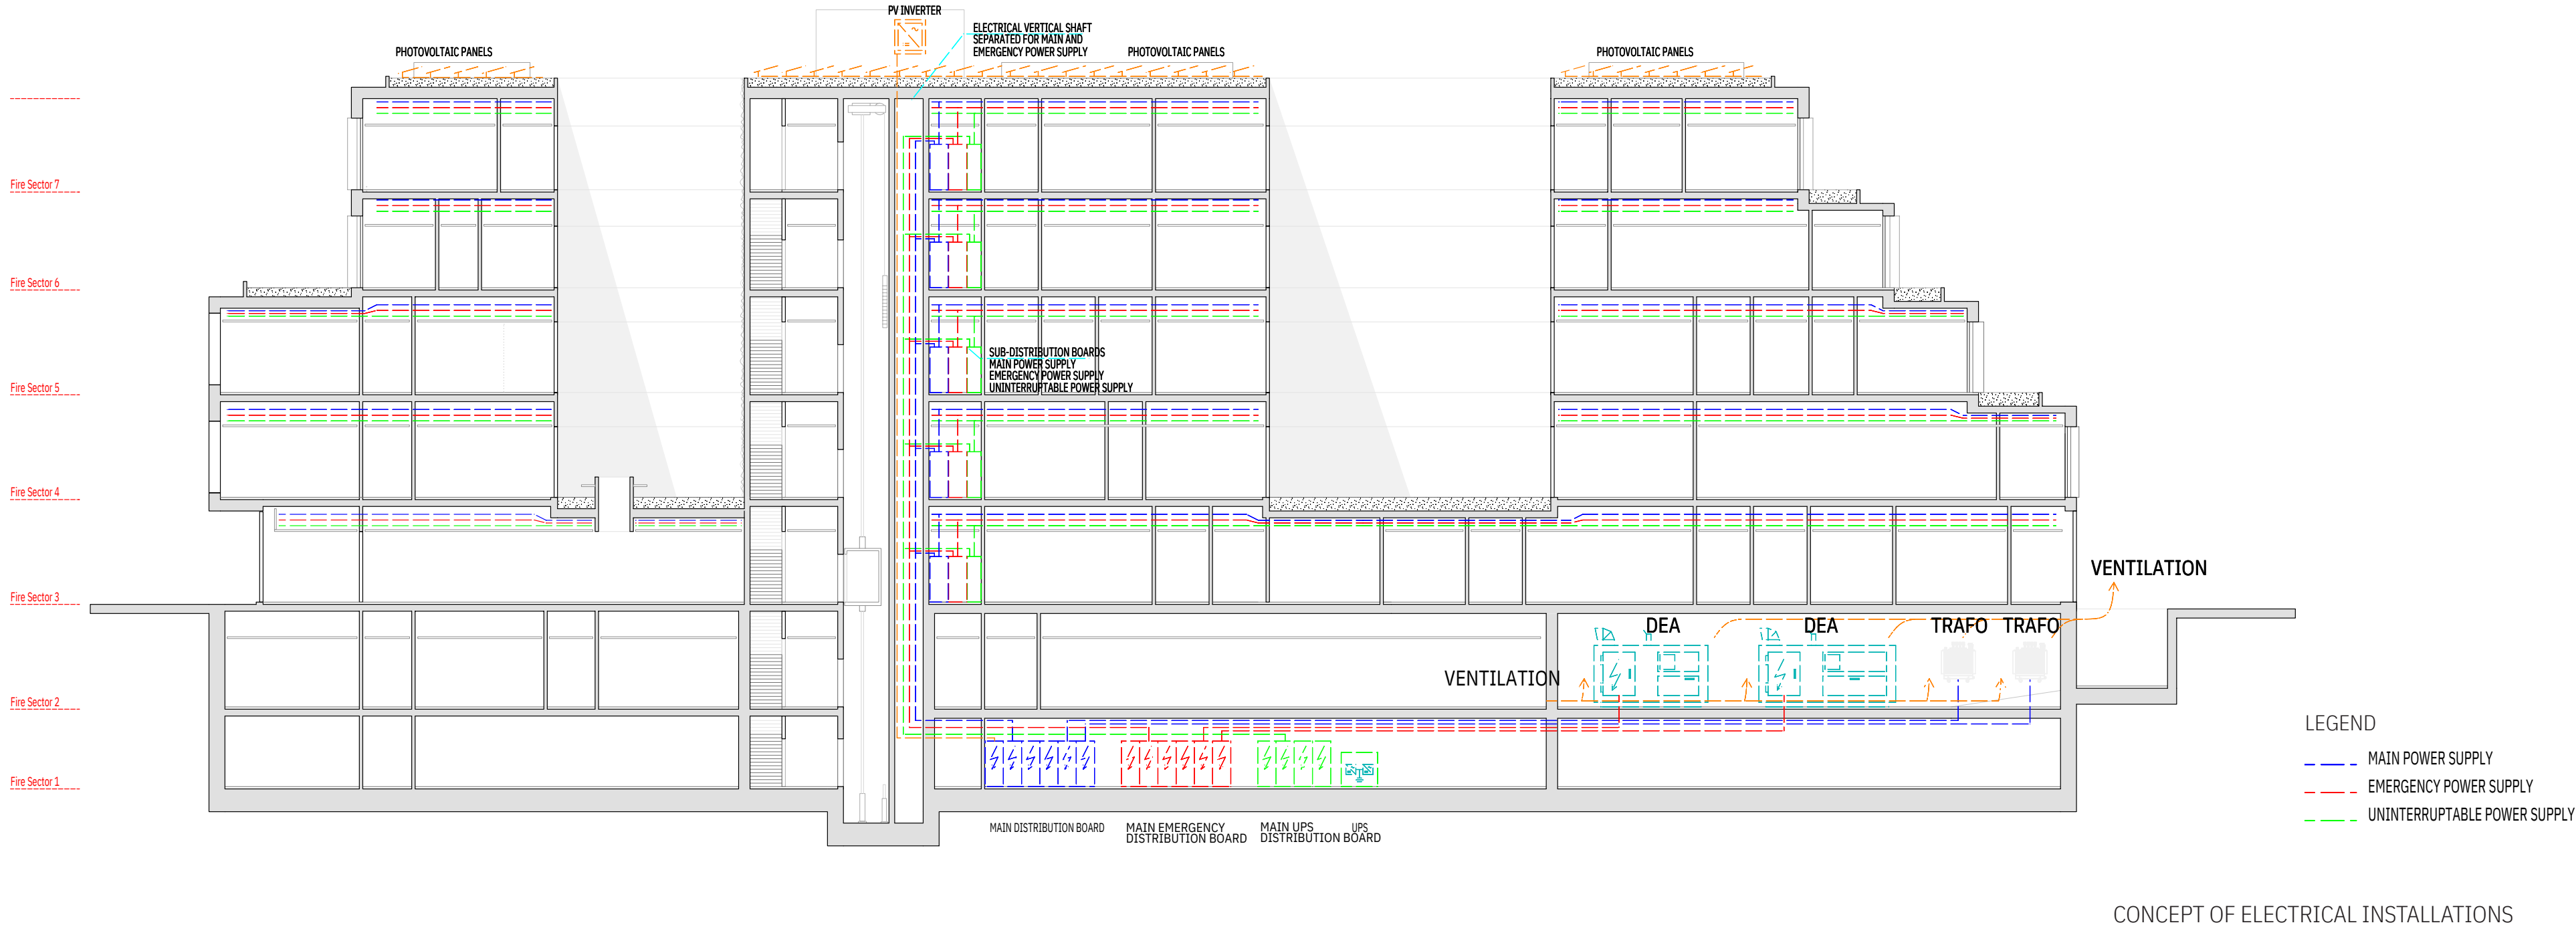 PV INVERTER
ELECTRICAL VERTICAL SHAFT
SEPARATED FOR MAIN AND
EMERGENCY POWER SUPPLY
PHOTOVOLTAIC PANELS
PHOTOVOLTAIC PANELS
PHOTOVOLTAIC PANELS
Fire Sector 7
Fire Sector 6
SUB-DISTRIBUTION BOARDS
MAIN POWER SUPPLY
EMERGENCY POWER SUPPLY
UNINTERRUPTABLE POWER SUPPLY
Fire Sector 5
Fire Sector 4
Fire Sector 3
VENTILATION
DEA
DEA
TRAFO
TRAFO
VENTILATION
Fire Sector 2
Fire Sector 1
MAIN DISTRIBUTION BOARD
MAIN EMERGENCY
DISTRIBUTION BOARD
MAIN UPS
DISTRIBUTION BOARD
UPS
LEGEND
MAIN POWER SUPPLY
EMERGENCY POWER SUPPLY
UNINTERRUPTABLE POWER SUPPLY
CONCEPT OF ELECTRICAL INSTALLATIONS